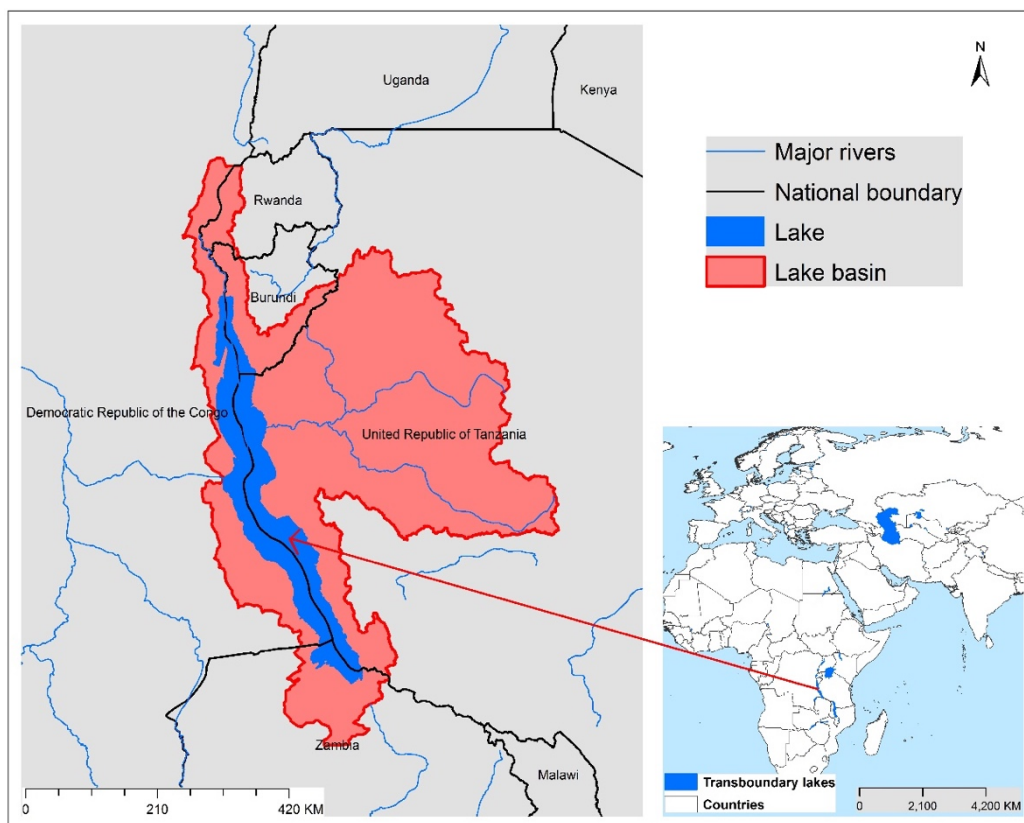 Uganda
Kenya
Rwanda
Burundi
Democratic Republic of the Congo
United Republic of Tanzania
Zambia
Malawi
0 210 420 KM
N
Major rivers
National boundary
Lake
Lake basin
Transboundary lakes
Countries
0 2,100 4,200 KM